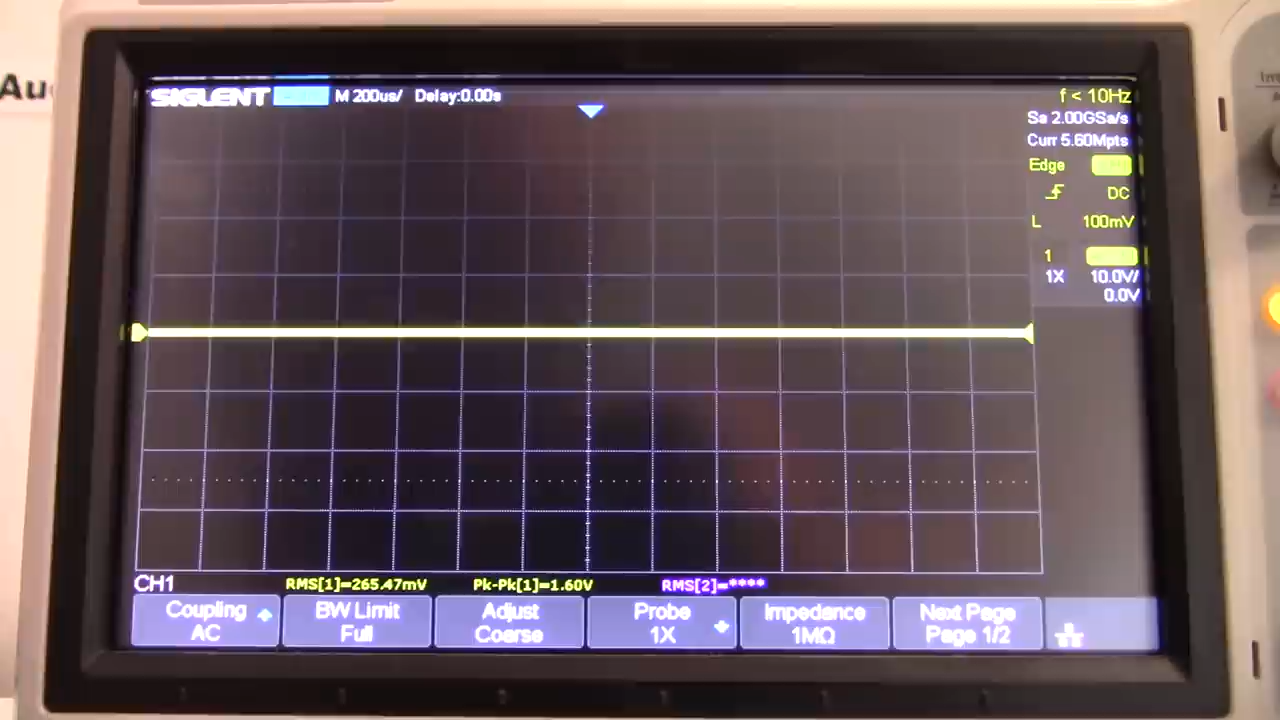 Au
SIGLENT M 200us/ Delay:0.00s
f < 10Hz
Sa 2.00GSa/s
Curr 5.60Mpts
Edge
DC
L 100mV
1
1X 10.0V/
0.0V
CH1 RMS[1]=265.47mV Pk-Pk[1]=1.60V RMS[2]=****
Coupling BW Limit Adjust Probe Impedance Next Page
AC Full Coarse 1X 1MΩ Page 1/2